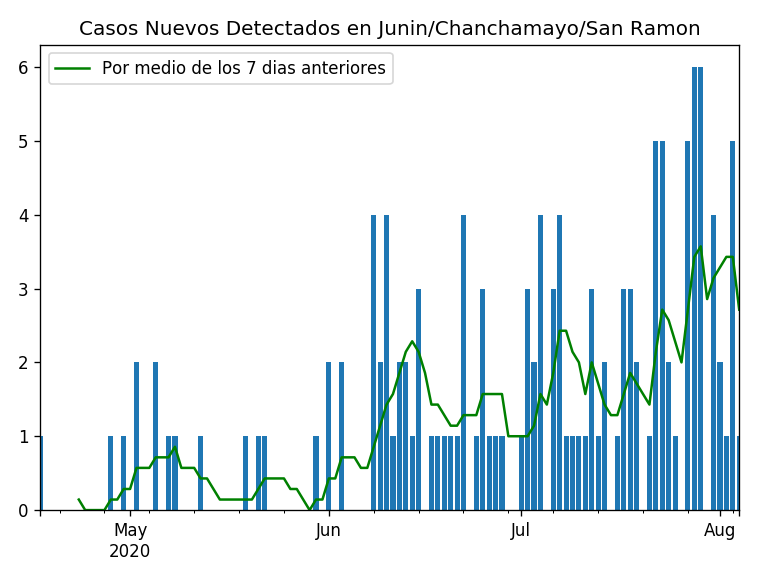 Casos Nuevos Detectados en Junin/Chanchamayo/San Ramon
Por medio de los 7 dias anteriores
6
5
4
3
2
1
0
May
2020
Jun
Jul
Aug